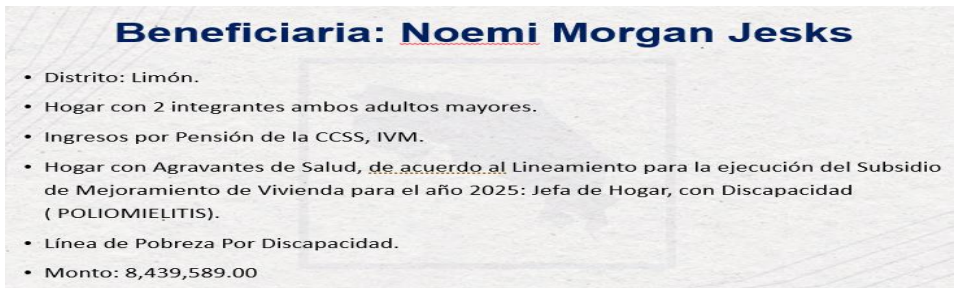 Beneficiaria: Noemi Morgan Jesks
• Distrito: Limón.
• Hogar con 2 integrantes ambos adultos mayores.
• Ingresos por Pensión de la CCSS, IVM.
• Hogar con Agravantes de Salud, de acuerdo al Lineamiento para la ejecución del Subsidio
de Mejoramiento de Vivienda para el año 2025: Jefa de Hogar, con Discapacidad
( POLIOMIELITIS).
• Línea de Pobreza Por Discapacidad.
• Monto: 8,439,589.00